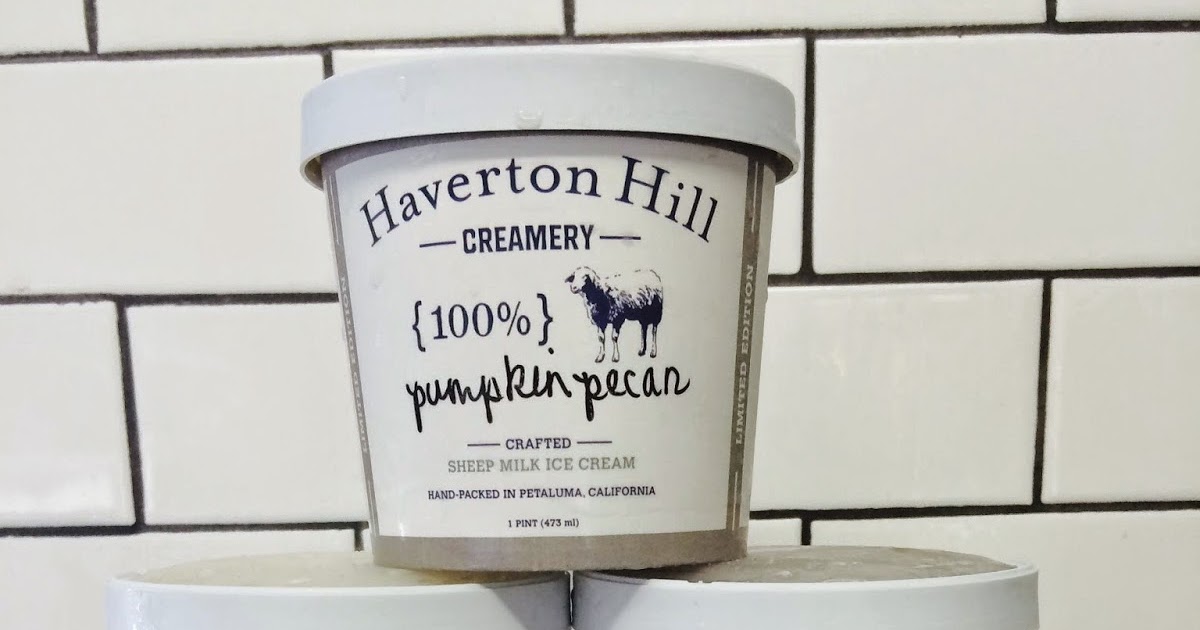 Haverton Hill
CREAMERY
{100%}
pumpkin pecan
CRAFTED
SHEEP MILK ICE CREAM
HAND-PACKED IN PETALUMA, CALIFORNIA
1 PINT (473 ml)
LIMITED EDITION
LIMITED EDITION